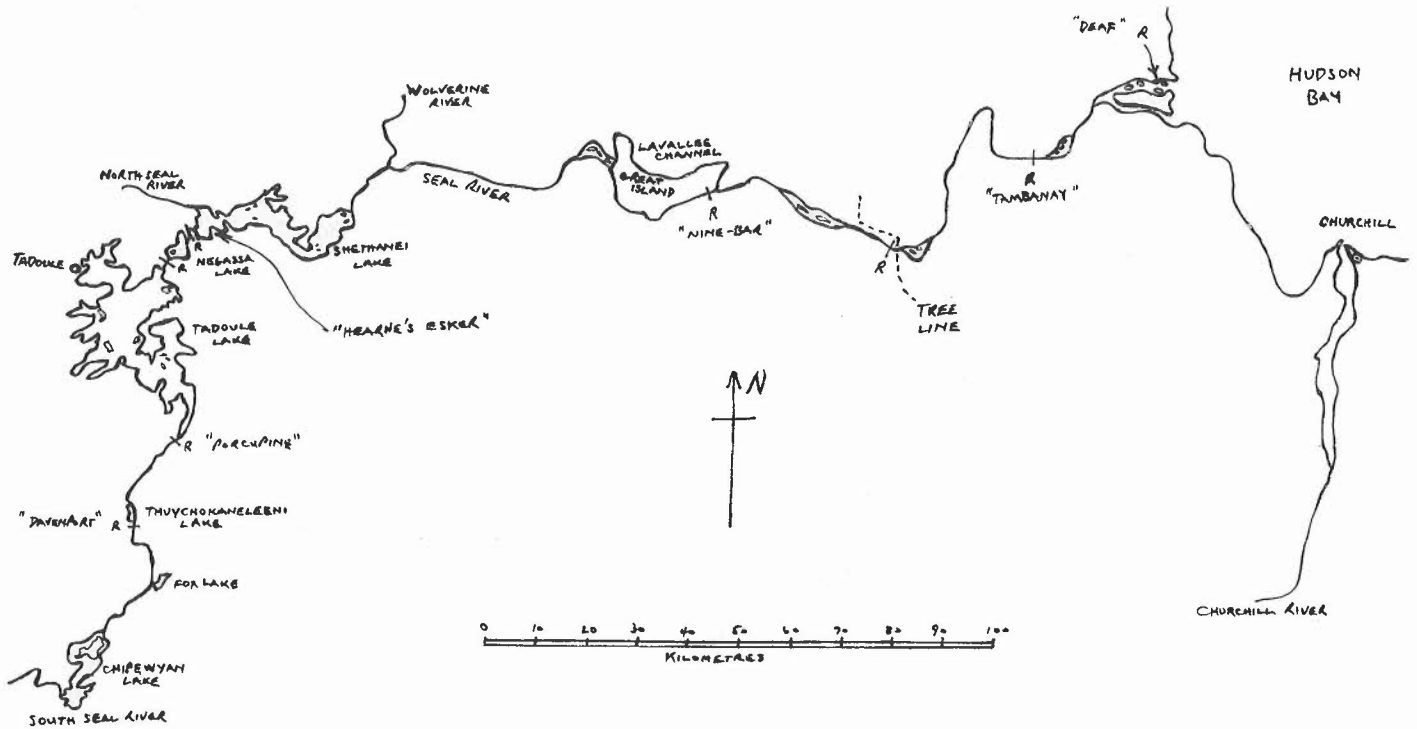 "DEAF" R
HUDSON
BAY
WOLVERINE
RIVER
LAVALLEE
CHANNEL
NORTH SEAL
RIVER
SEAL RIVER
GREAT
ISLAND
R
"TAMBANAY"
R
"NINE-BAR"
CHURCHILL
TADOULE
R
NEGASSA
LAKE
R
SHETHANEI
LAKE
R
TREE
LINE
TADOULE
LAKE
"HEARNE'S ESKER"
N
R "PORCUPINE"
"DAVENPORT" R
THUYCHOKANELEENI
LAKE
FOX LAKE
CHURCHILL RIVER
0 10 20 30 40 50 60 70 80 90 100
KILOMETRES
CHIPEWYAN
LAKE
SOUTH SEAL RIVER